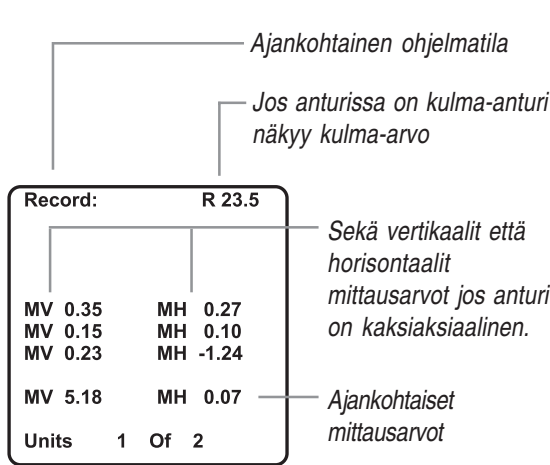 Ajankohtainen ohjelmatila
Jos anturissa on kulma-anturi
näkyy kulma-arvo
Record: R 23.5
Sekä vertikaalit että
horisontaalit
mittausarvot jos anturi
on kaksiaksiaalinen.
MV 0.35 MH 0.27
MV 0.15 MH 0.10
MV 0.23 MH -1.24
MV 5.18 MH 0.07
Ajankohtaiset
mittausarvot
Units 1 Of 2